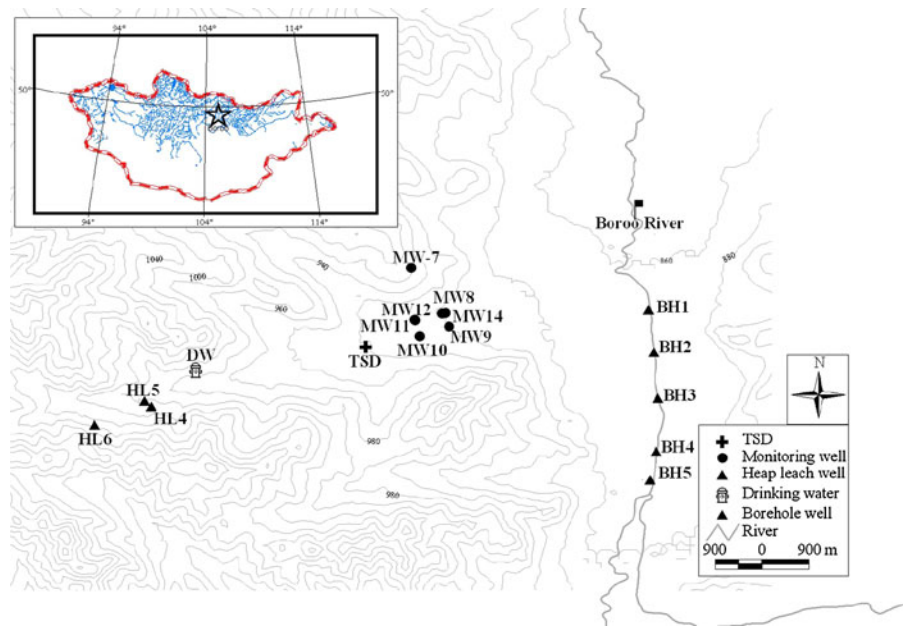 94°
104°
114°
50°
50°
94°
104°
114°
Boroo River
1040
1000
940
MW-7
860
880
960
MW8
MW12
MW14
MW11
MW9
MW10
TSD
BH1
BH2
DW
HL5
HL4
HL6
BH3
N
980
BH4
BH5
986
TSD
Monitoring well
Heap leach well
Drinking water
Borehole well
River
900 0 900 m